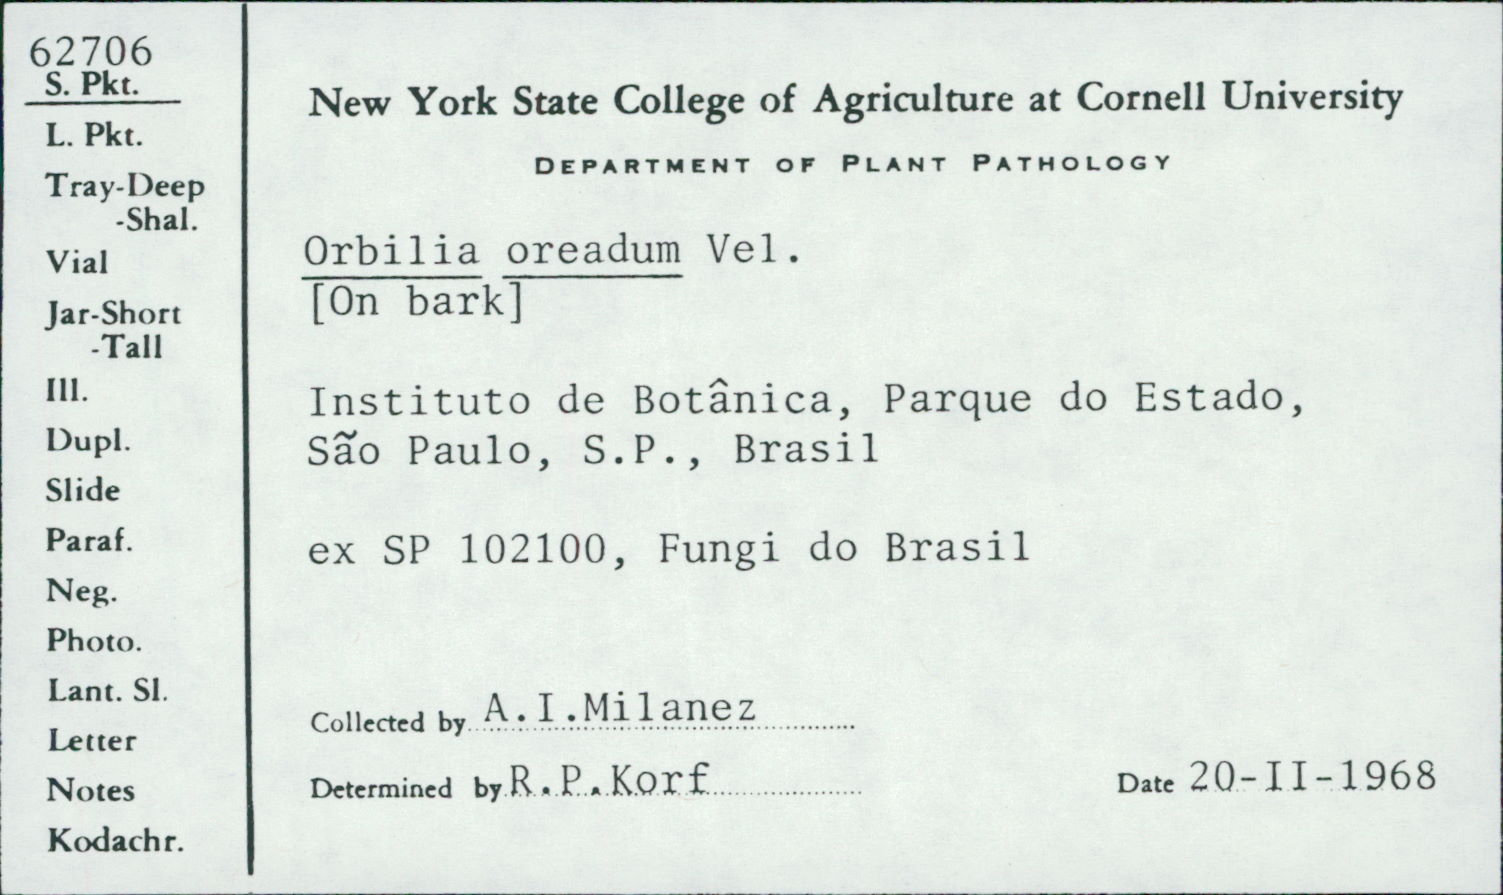 62706
S. Pkt.
L. Pkt.
Tray-Deep
-Shal.
Vial
Jar-Short
-Tall
Ill.
Dupl.
Slide
Paraf.
Neg.
Photo.
Lant. Sl.
Letter
Notes
Kodachr.
New York State College of Agriculture at Cornell University
DEPARTMENT OF PLANT PATHOLOGY
Orbilia oreadum Vel.
[On bark]
Instituto de Botânica, Parque do Estado,
São Paulo, S.P., Brasil
ex SP 102100, Fungi do Brasil
Collected by A.I.Milanez
Determined by R.P.Korf
Date 20-II-1968